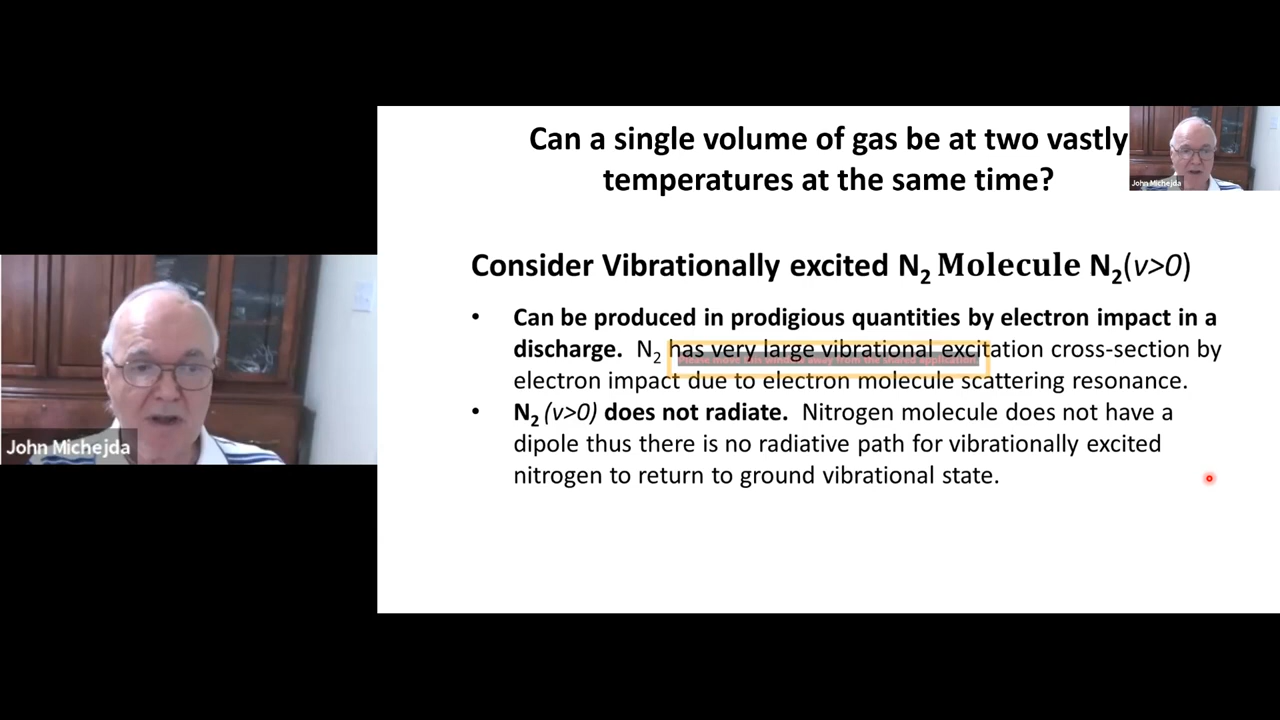 Can a single volume of gas be at two vastly
temperatures at the same time?
John Michejda
Consider Vibrationally excited N₂ Molecule N₂(v>0)
• Can be produced in prodigious quantities by electron impact in a
discharge. N₂ has very large vibrational excitation cross-section by
electron impact due to electron molecule scattering resonance.
• N₂ (v>0) does not radiate. Nitrogen molecule does not have a
dipole thus there is no radiative path for vibrationally excited
nitrogen to return to ground vibrational state.
John Michejda